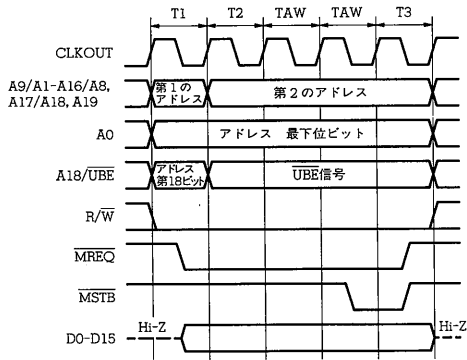 T1 T2 TAW TAW T3
CLKOUT
A9/A1-A16/A8,
A17/A18, A19
第1の
アドレス
第2のアドレス
A0
アドレス 最下位ビット
A18/UBE
アドレス
第18ビット
UBE信号
R/W
MREQ
MSTB
Hi-Z
Hi-Z
D0-D15